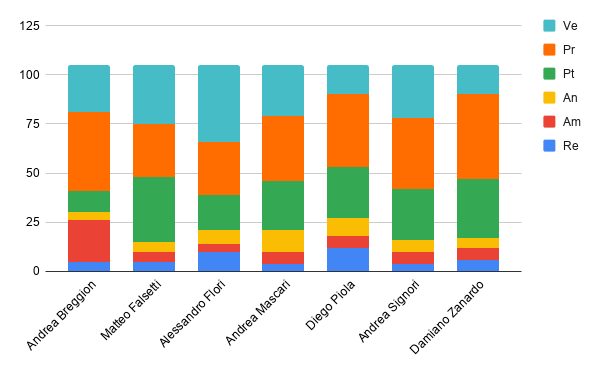 125
100
75
50
25
0
Ve
Pr
Pt
An
Am
Re
Andrea Breggion
Matteo Falsetti
Alessandro Fiori
Andrea Mascari
Diego Piola
Andrea Signori
Damiano Zanardo